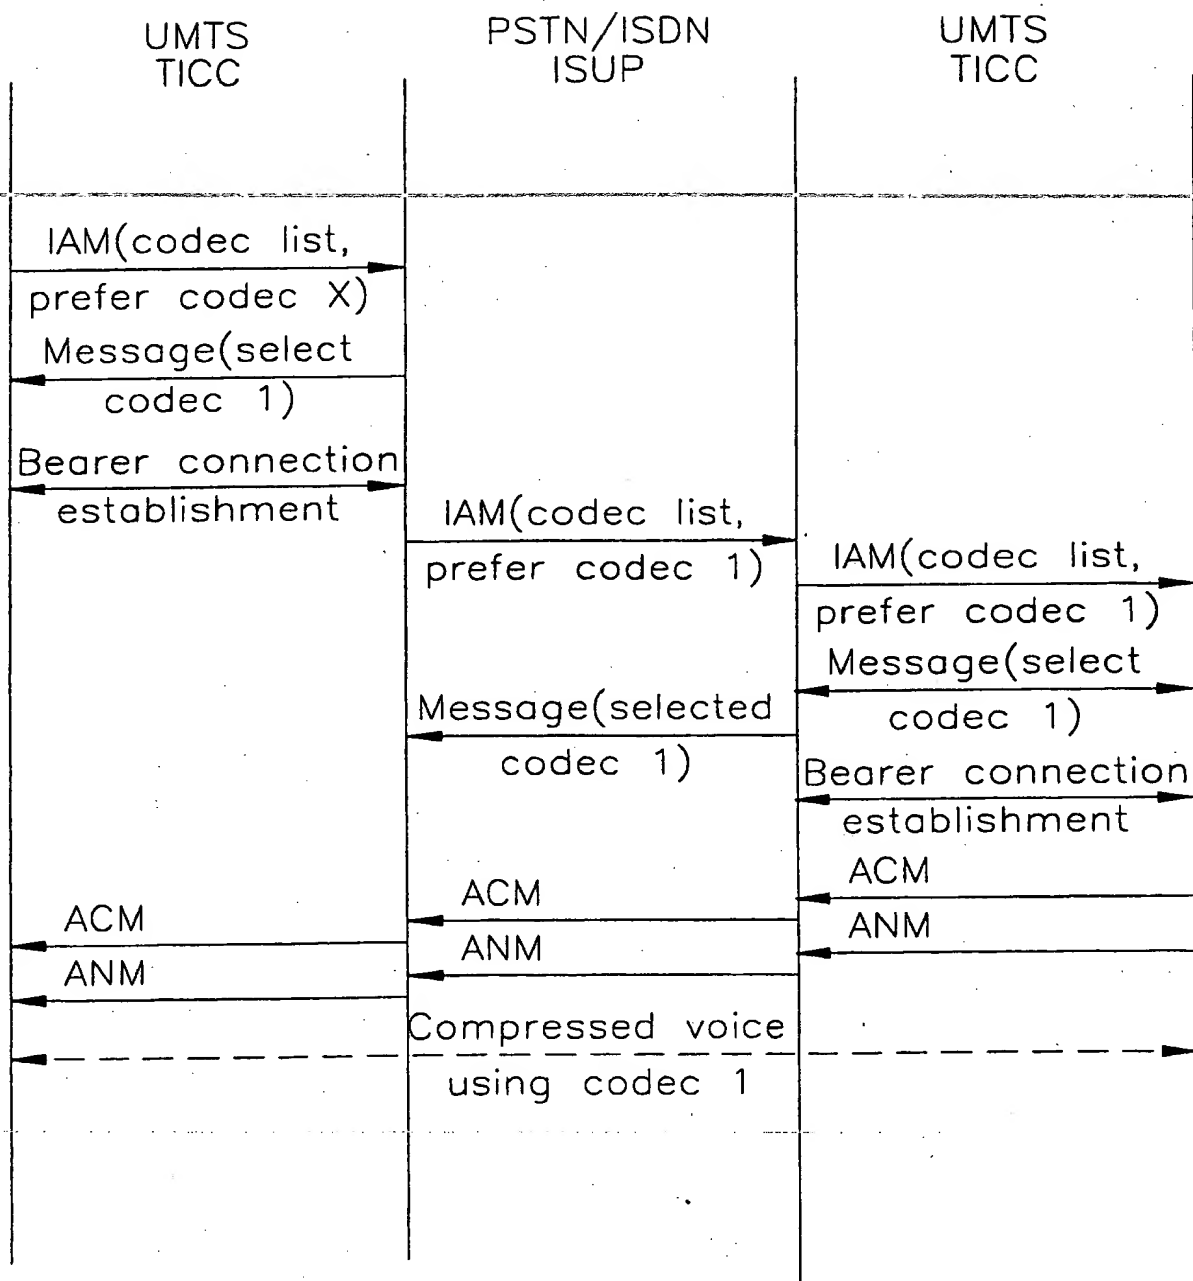 UMTS
TICC
PSTN/ISDN
ISUP
UMTS
TICC
IAM(codec list,
prefer codec X)
Message(select
codec 1)
Bearer connection
establishment
IAM(codec list,
prefer codec 1)
IAM(codec list,
prefer codec 1)
Message(select
codec 1)
Message(selected
codec 1)
Bearer connection
establishment
ACM
ACM
ACM
ANM
ANM
ANM
Compressed voice
using codec 1